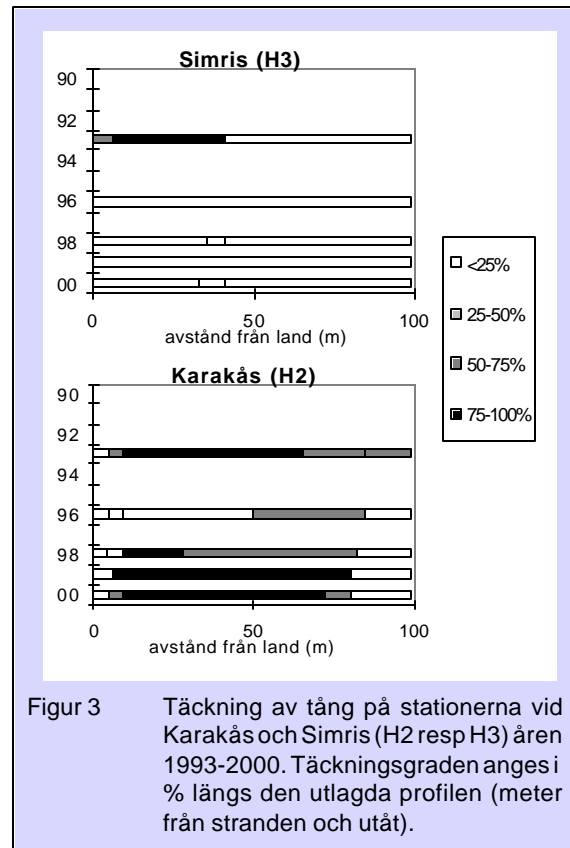 Simris (H3)
90
92
94
96
98
00
0 50 100
avstånd från land (m)
Karakås (H2)
90
92
94
96
98
00
0 50 100
avstånd från land (m)
<25%
25-50%
50-75%
75-100%
Figur 3 Täckning av tång på stationerna vid
Karakås och Simris (H2 resp H3) åren
1993-2000. Täckningsgraden anges i
% längs den utlagda profilen (meter
från stranden och utåt).